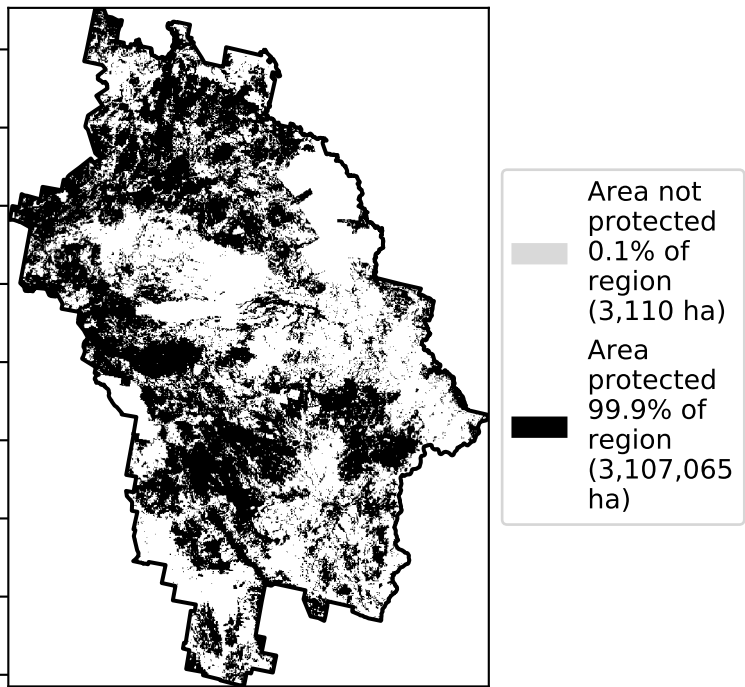 Area not
protected
0.1% of
region
(3,110 ha)
Area
protected
99.9% of
region
(3,107,065
ha)